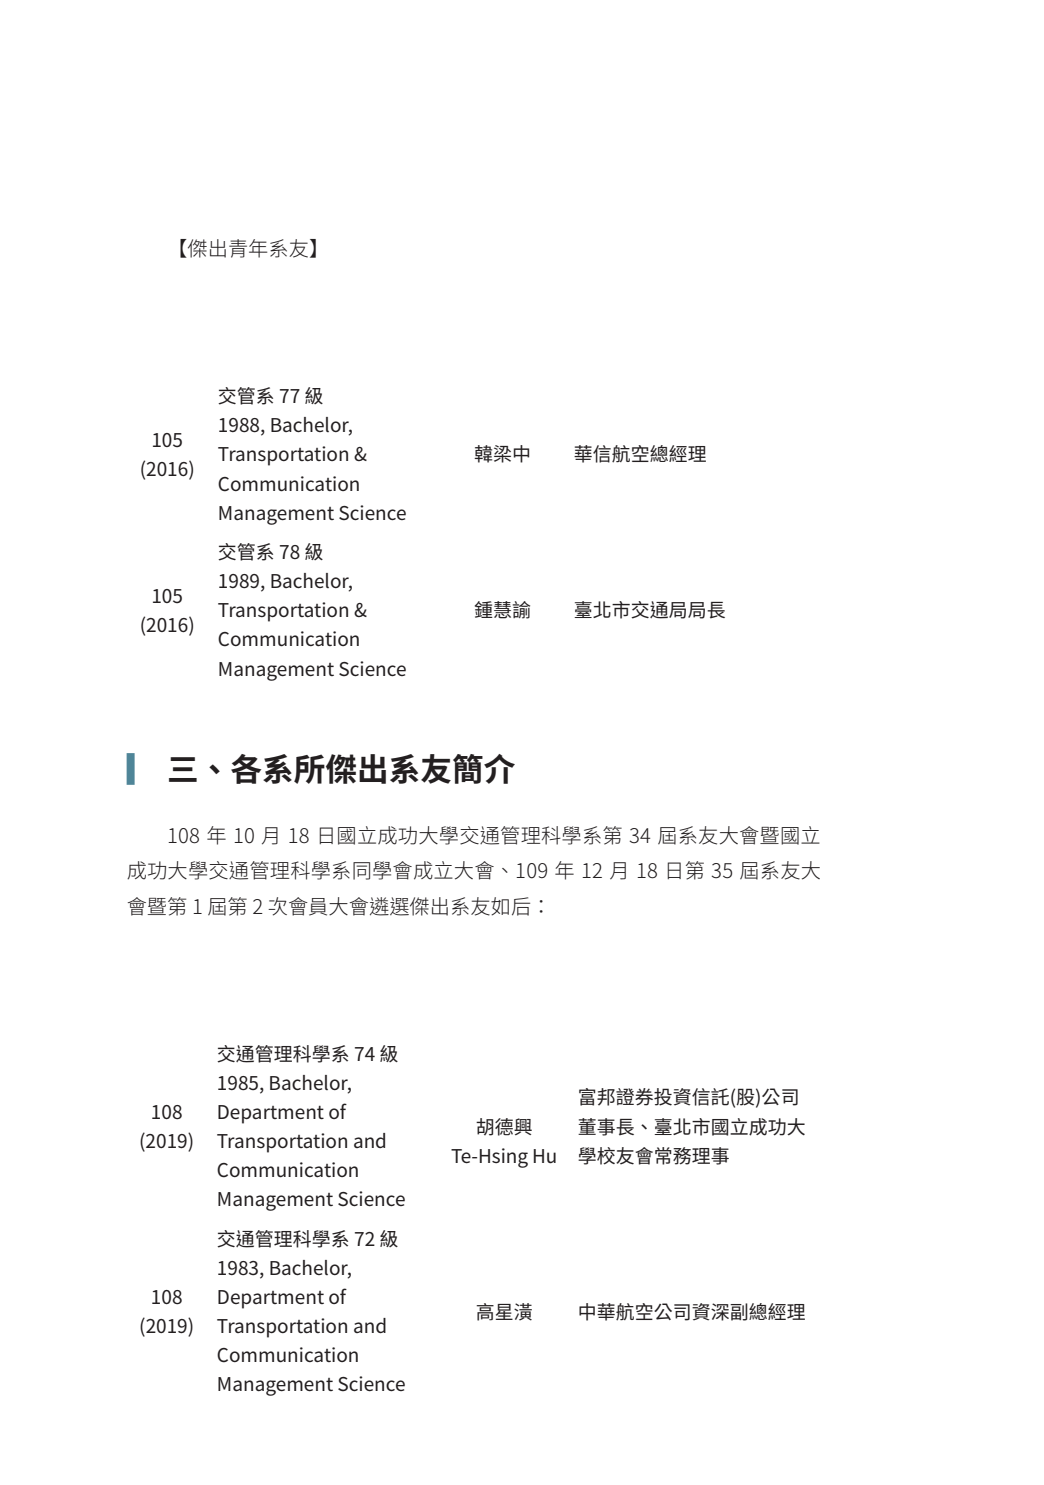 【傑出青年系友】
105
(2016)
交管系 77 級
1988, Bachelor,
Transportation &
Communication
Management Science
韓梁中
華信航空總經理
105
(2016)
交管系 78 級
1989, Bachelor,
Transportation &
Communication
Management Science
鍾慧諭
臺北市交通局局長
三、各系所傑出系友簡介
108 年 10 月 18 日國立成功大學交通管理科學系第 34 屆系友大會暨國立
成功大學交通管理科學系同學會成立大會、109 年 12 月 18 日第 35 屆系友大
會暨第 1 屆第 2 次會員大會遴選傑出系友如后：
108
(2019)
交通管理科學系 74 級
1985, Bachelor,
Department of
Transportation and
Communication
Management Science
胡德興
Te-Hsing Hu
富邦證券投資信託(股)公司
董事長、臺北市國立成功大
學校友會常務理事
108
(2019)
交通管理科學系 72 級
1983, Bachelor,
Department of
Transportation and
Communication
Management Science
高星潢
中華航空公司資深副總經理